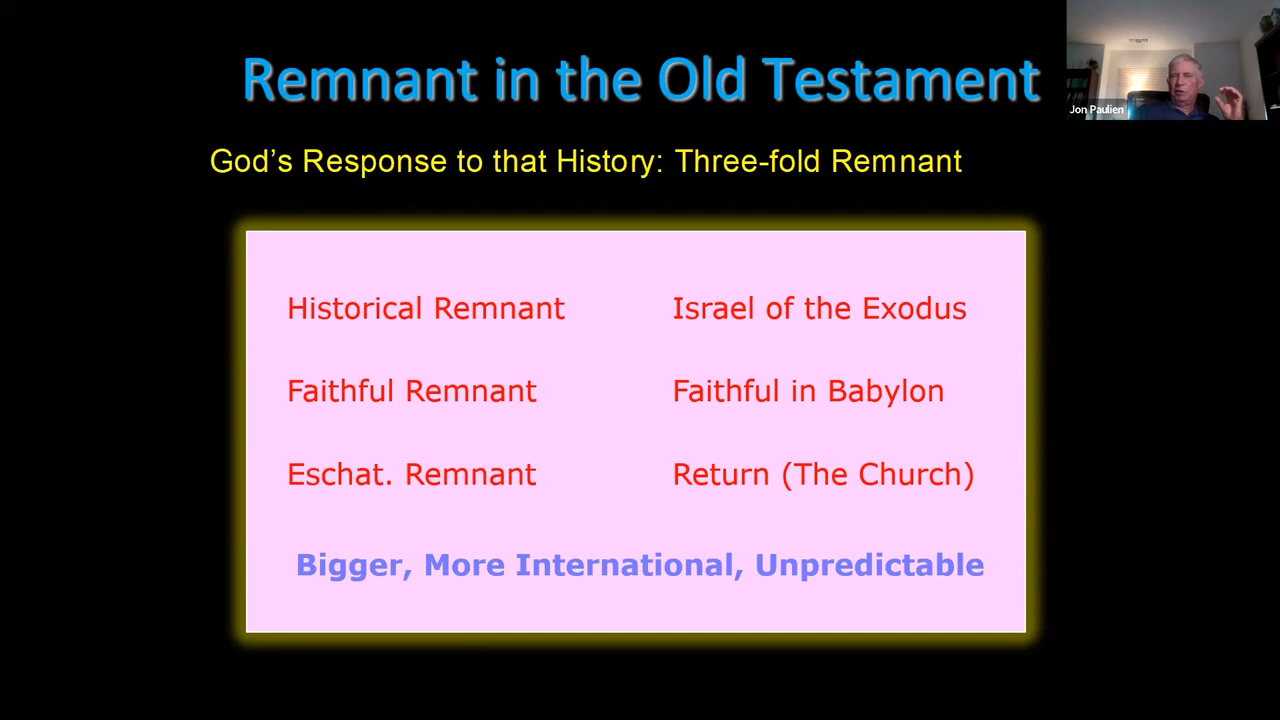 Remnant in the Old Testament
Jon Paulien
God's Response to that History: Three-fold Remnant
Historical Remnant Israel of the Exodus
Faithful Remnant Faithful in Babylon
Eschat. Remnant Return (The Church)
Bigger, More International, Unpredictable